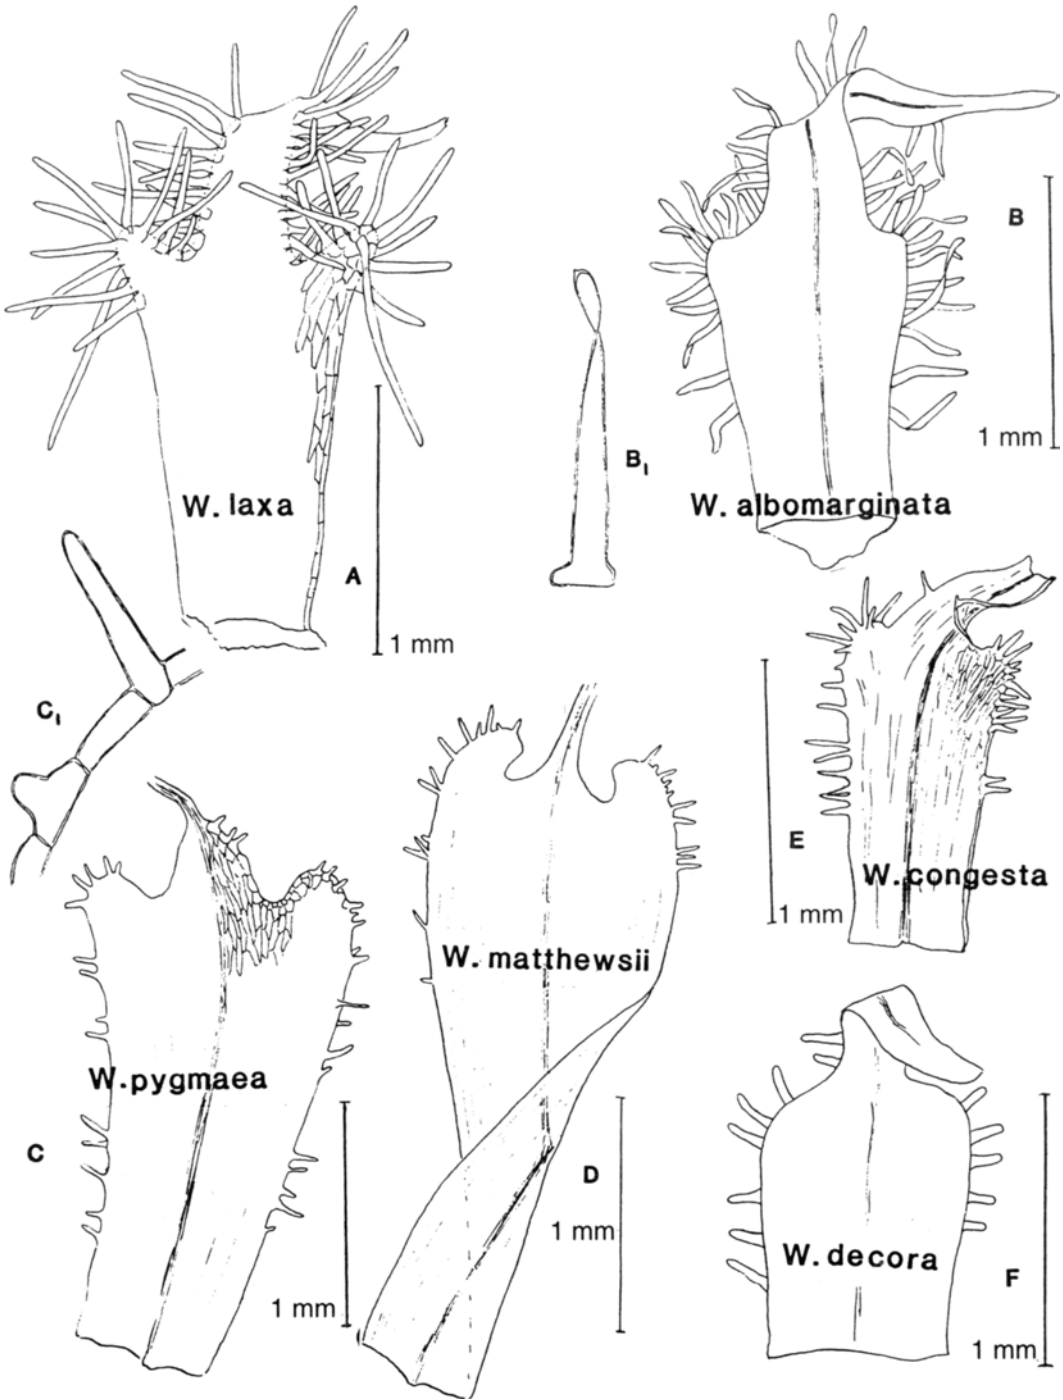 B
1 mm
B₁
W. laxa
W. albomarginata
A
1 mm
C₁
E
W. congesta
1 mm
W. matthewsii
W. pygmaea
C
D
1 mm
1 mm
W. decora
F
1 mm